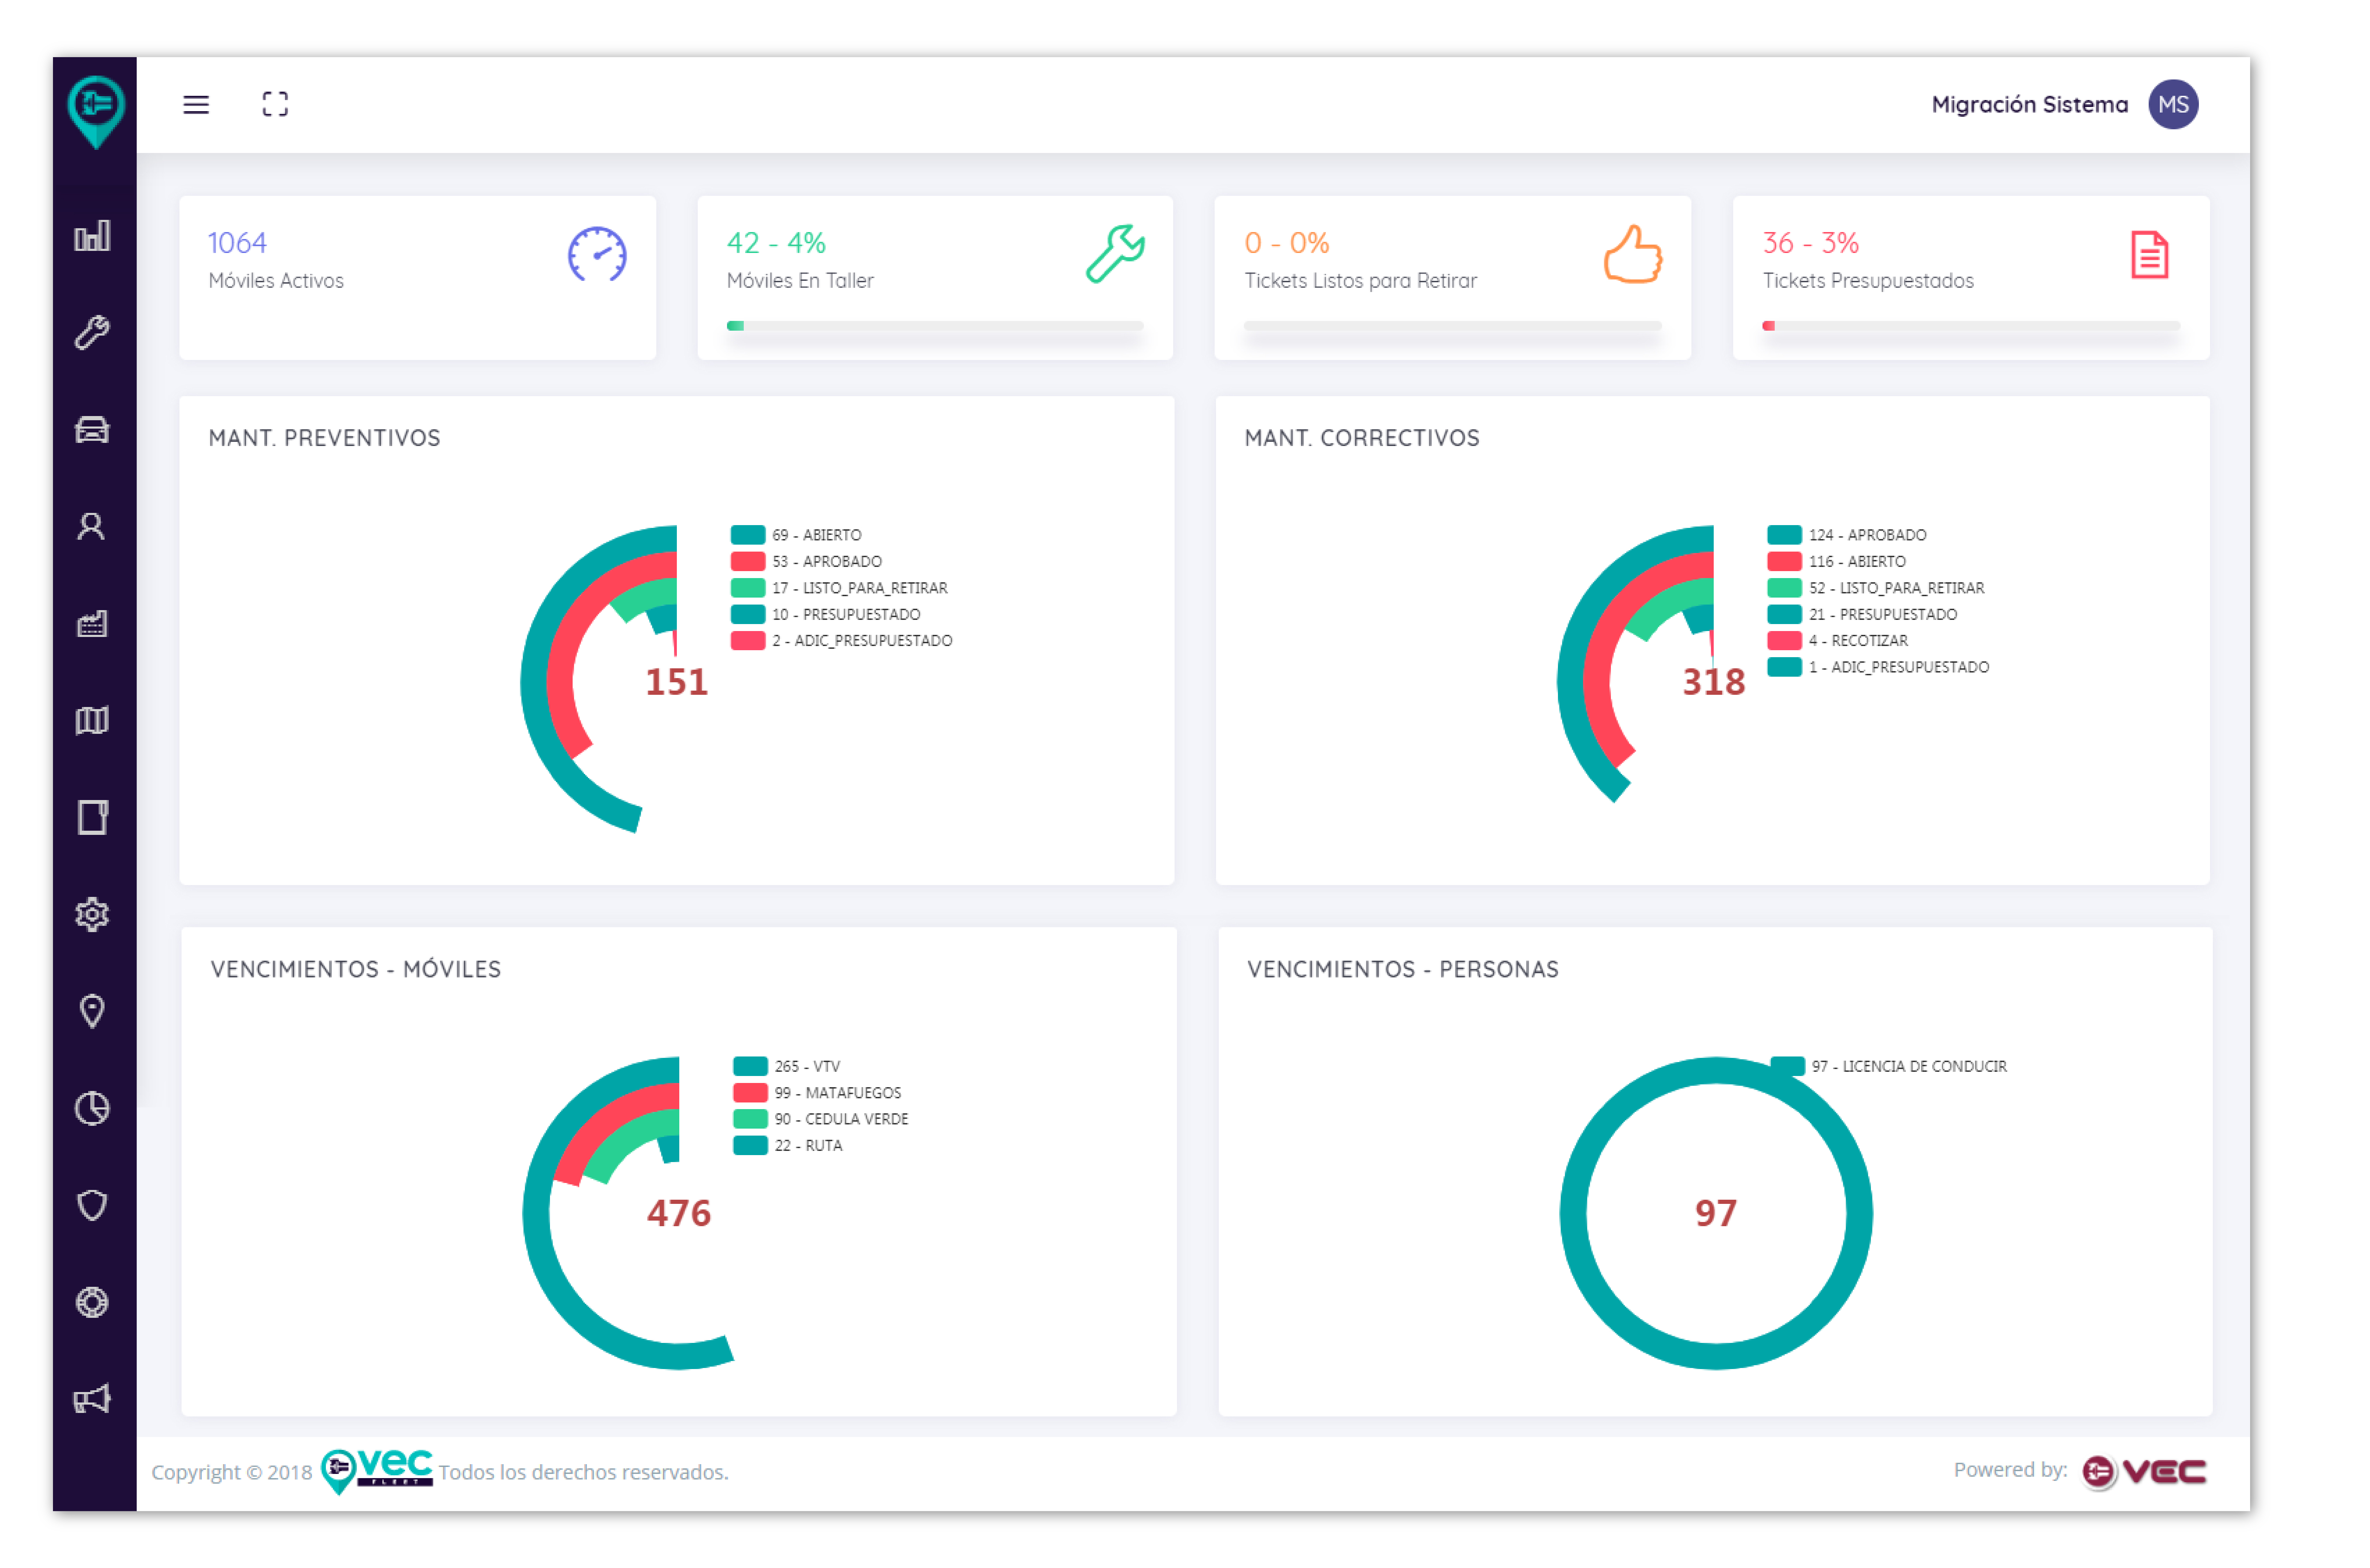 Migración Sistema MS
1064
Móviles Activos
42 - 4%
Móviles En Taller
0 - 0%
Tickets Listos para Retirar
36 - 3%
Tickets Presupuestados
MANT. PREVENTIVOS
69 - ABIERTO
53 - APROBADO
17 - LISTO_PARA_RETIRAR
10 - PRESUPUESTADO
2 - ADIC_PRESUPUESTADO
151
MANT. CORRECTIVOS
124 - APROBADO
116 - ABIERTO
52 - LISTO_PARA_RETIRAR
21 - PRESUPUESTADO
4 - RECOTIZAR
1 - ADIC_PRESUPUESTADO
318
VENCIMIENTOS - MÓVILES
265 - VTV
99 - MATAFUEGOS
90 - CEDULA VERDE
22 - RUTA
476
VENCIMIENTOS - PERSONAS
97 - LICENCIA DE CONDUCIR
97
Copyright © 2018 vec FLEET Todos los derechos reservados.
Powered by: VEC